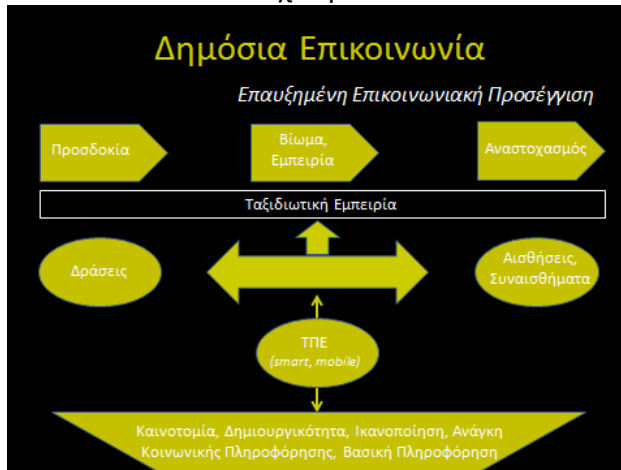 Δημόσια Επικοινωνία
Επαυξημένη Επικοινωνιακή Προσέγγιση
Προσδοκία
Βίωμα,
Εμπειρία
Αναστοχασμός
Ταξιδιωτική Εμπειρία
Δράσεις
Αισθήσεις,
Συναισθήματα
ΤΠΕ
(smart, mobile)
Καινοτομία, Δημιουργικότητα, Ικανοποίηση, Ανάγκη
Κοινωνικής Πληροφόρησης, Βασική Πληροφόρηση